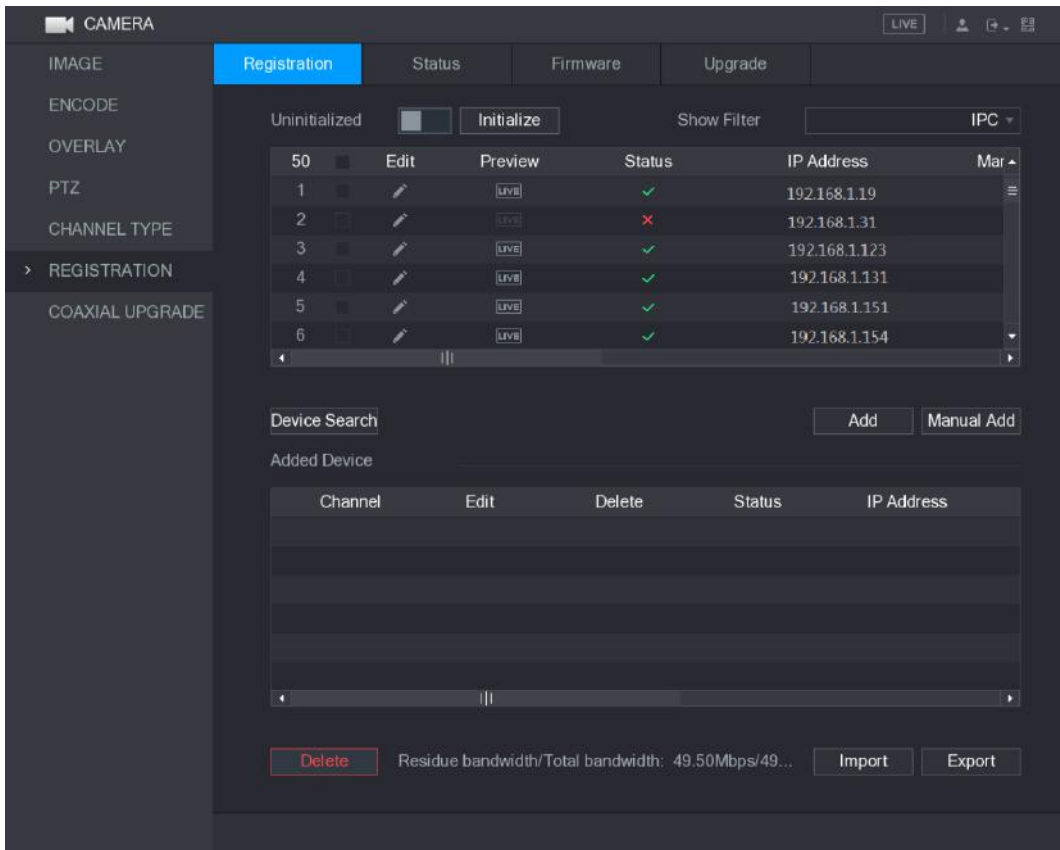 CAMERA LIVE
IMAGE
ENCODE
OVERLAY
PTZ
CHANNEL TYPE
REGISTRATION
COAXIAL UPGRADE
Registration Status Firmware Upgrade
Uninitialized Initialize Show Filter IPC
50 Edit Preview Status IP Address Mar
1 LIVE 192.168.1.19
2 LIVE 192.168.1.31
3 LIVE 192.168.1.123
4 LIVE 192.168.1.131
5 LIVE 192.168.1.151
6 LIVE 192.168.1.154
Device Search Add Manual Add
Added Device
Channel Edit Delete Status IP Address
Delete Residue bandwidth/Total bandwidth: 49.50Mbps/49... Import Export